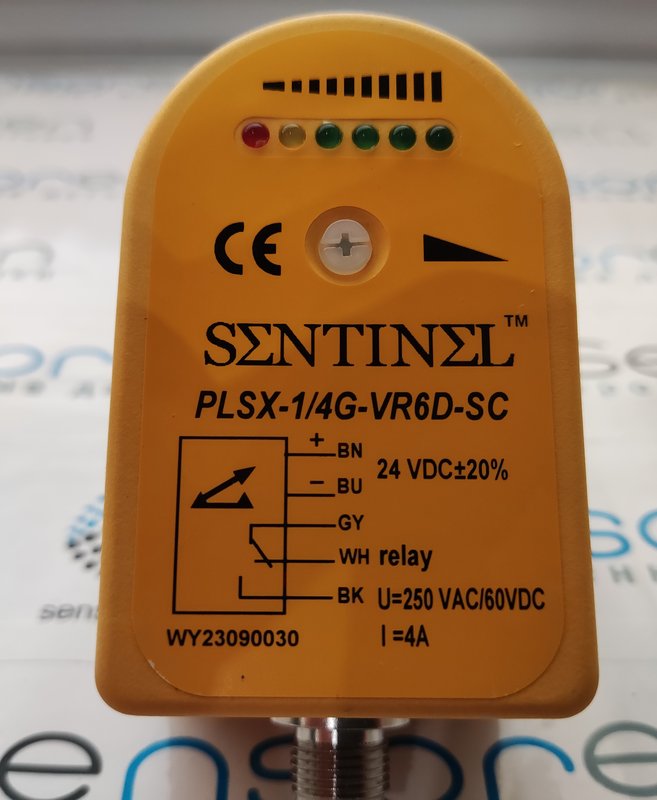 CE
SΣNTINΣL™
PLSX-1/4G-VR6D-SC
+ BN
24 VDC±20%
− BU
GY
WH relay
BK U=250 VAC/60VDC
I =4A
WY23090030